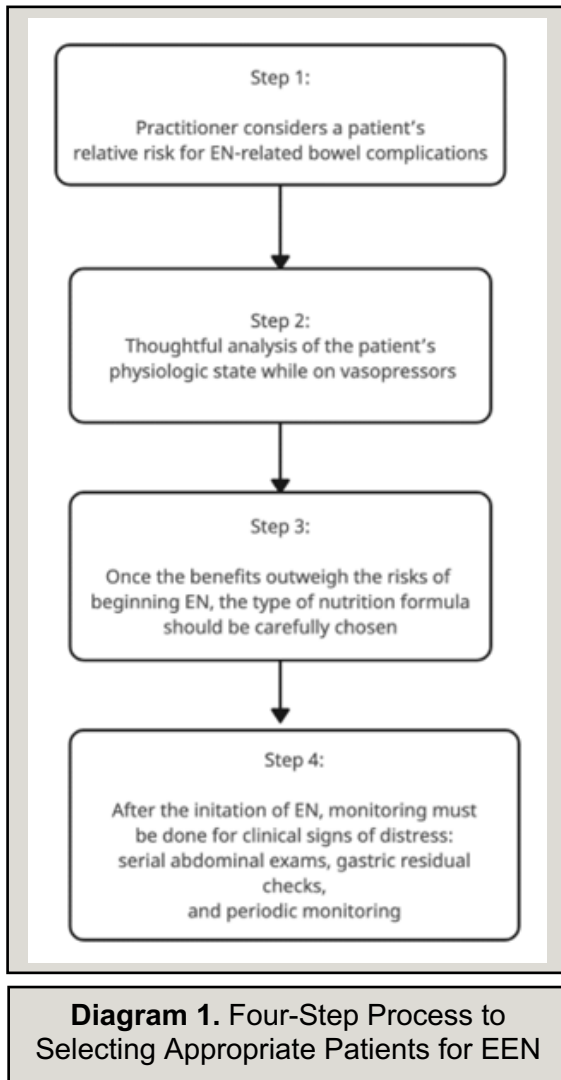 Step 1:
Practitioner considers a patient's
relative risk for EN-related bowel complications
Step 2:
Thoughtful analysis of the patient's
physiologic state while on vasopressors
Step 3:
Once the benefits outweigh the risks of
beginning EN, the type of nutrition formula
should be carefully chosen
Step 4:
After the initation of EN, monitoring must
be done for clinical signs of distress:
serial abdominal exams, gastric residual
checks,
and periodic monitoring
Diagram 1. Four-Step Process to
Selecting Appropriate Patients for EEN